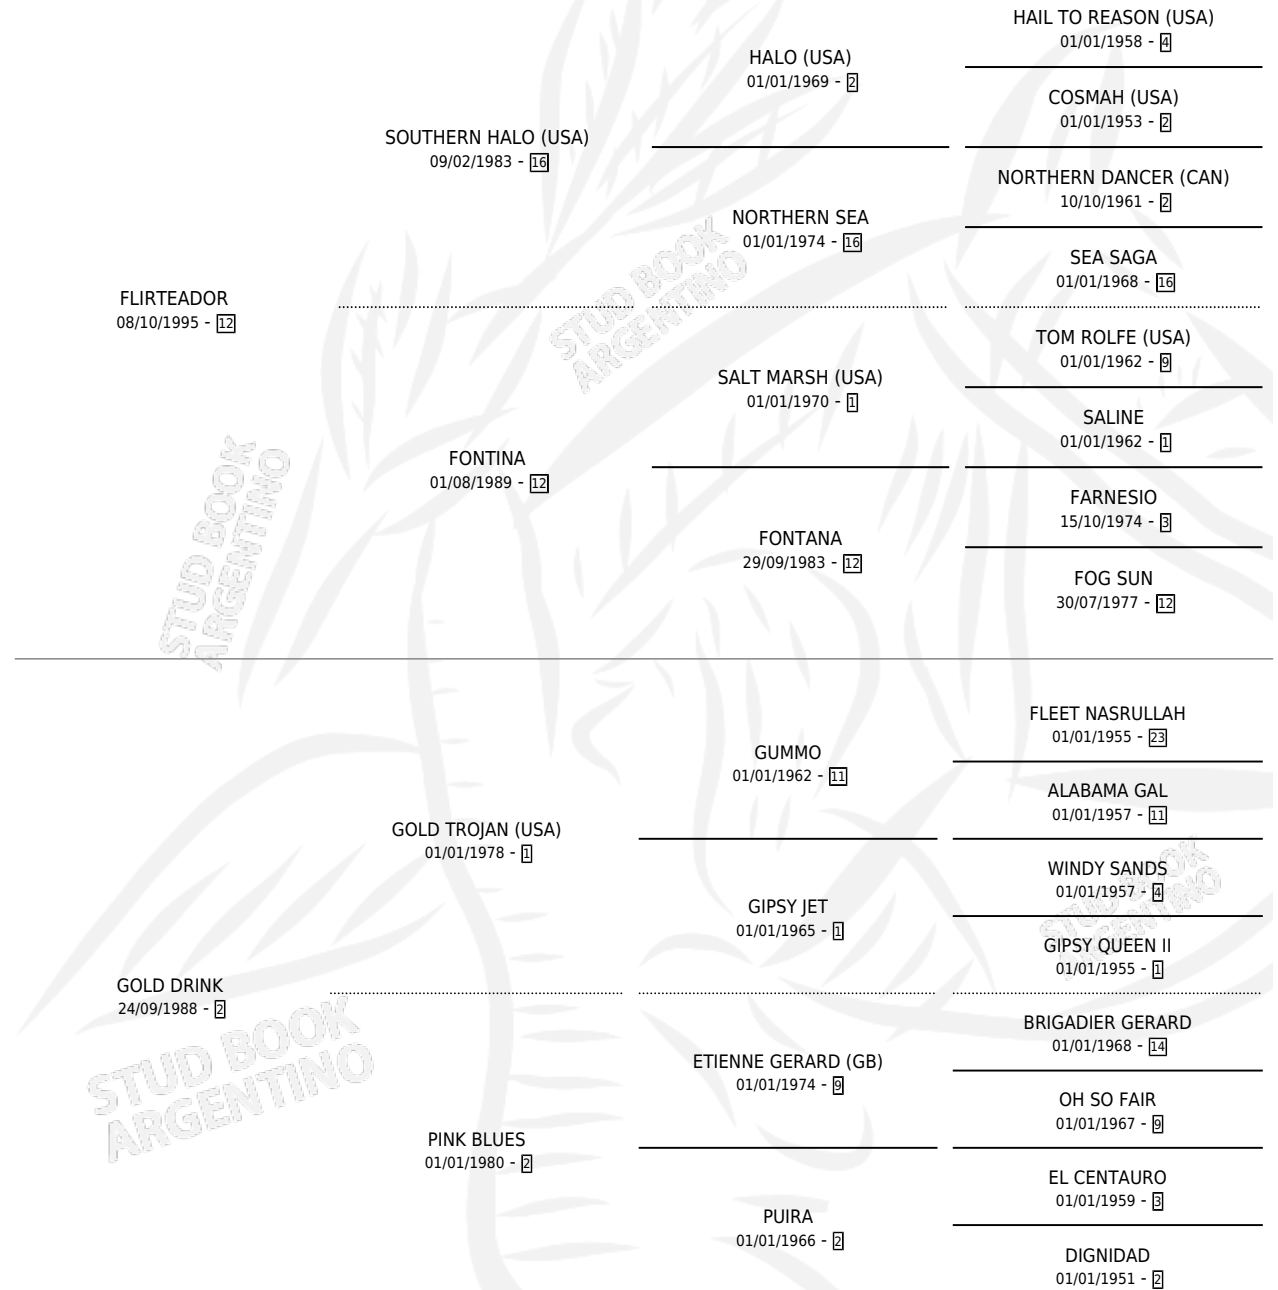 HAIL TO REASON (USA)
01/01/1958 - 4
HALO (USA)
01/01/1969 - 2
COSMAH (USA)
01/01/1953 - 2
SOUTHERN HALO (USA)
09/02/1983 - 16
NORTHERN DANCER (CAN)
10/10/1961 - 2
NORTHERN SEA
01/01/1974 - 16
SEA SAGA
01/01/1968 - 16
STUD BOOK
ARGENTINO
FLIRTEADOR
08/10/1995 - 12
TOM ROLFE (USA)
01/01/1962 - 9
SALT MARSH (USA)
01/01/1970 - 1
SALINE
01/01/1962 - 1
FONTINA
01/08/1989 - 12
FARNESIO
15/10/1974 - 3
FONTANA
29/09/1983 - 12
FOG SUN
30/07/1977 - 12
STUD BOOK
ARGENTINO
FLEET NASRULLAH
01/01/1955 - 23
GUMMO
01/01/1962 - 11
ALABAMA GAL
01/01/1957 - 11
GOLD TROJAN (USA)
01/01/1978 - 1
WINDY SANDS
01/01/1957 - 4
GIPSY JET
01/01/1965 - 1
STUD BOOK
ARGENTINO
GIPSY QUEEN II
01/01/1955 - 1
GOLD DRINK
24/09/1988 - 2
BRIGADIER GERARD
01/01/1968 - 14
ETIENNE GERARD (GB)
01/01/1974 - 9
OH SO FAIR
01/01/1967 - 9
STUD BOOK
ARGENTINO
PINK BLUES
01/01/1980 - 2
EL CENTAURO
01/01/1959 - 3
PUIRA
01/01/1966 - 2
DIGNIDAD
01/01/1951 - 2